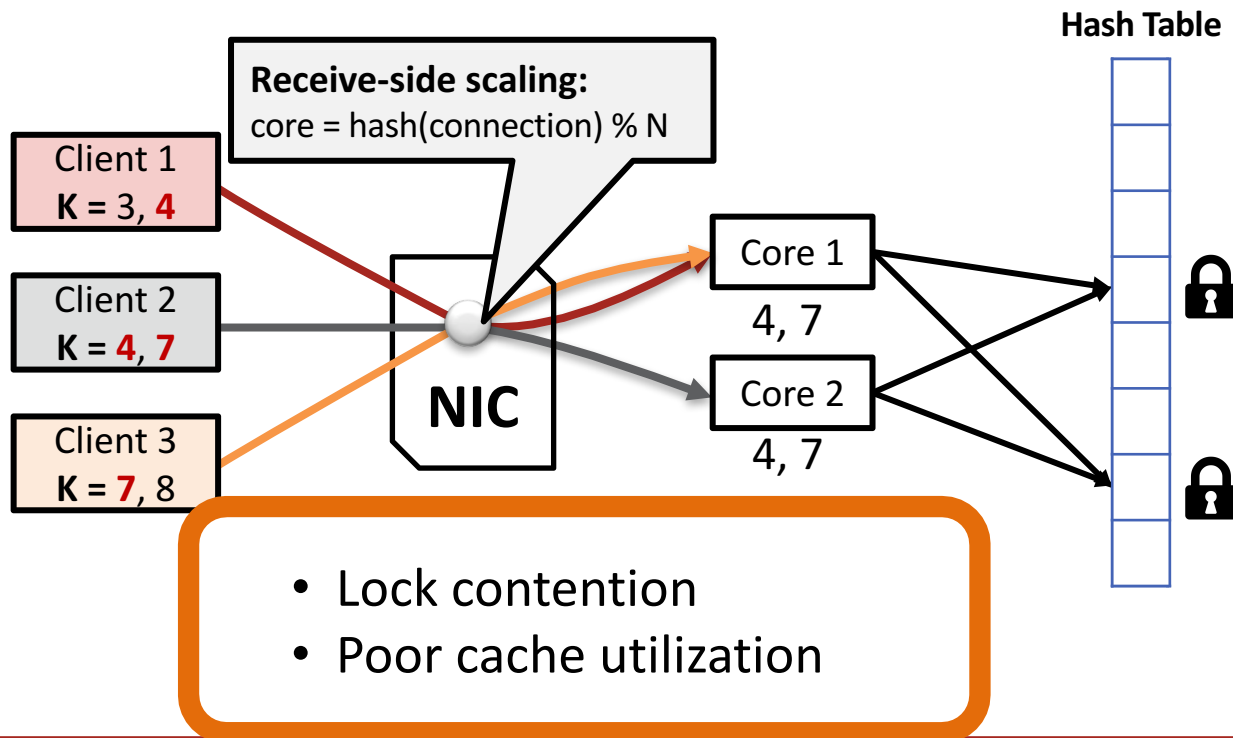 Hash Table
Receive-side scaling:
core = hash(connection) % N
Client 1
K = 3, 4
Client 2
K = 4, 7
Client 3
K = 7, 8
NIC
Core 1
4, 7
Core 2
4, 7
• Lock contention
• Poor cache utilization